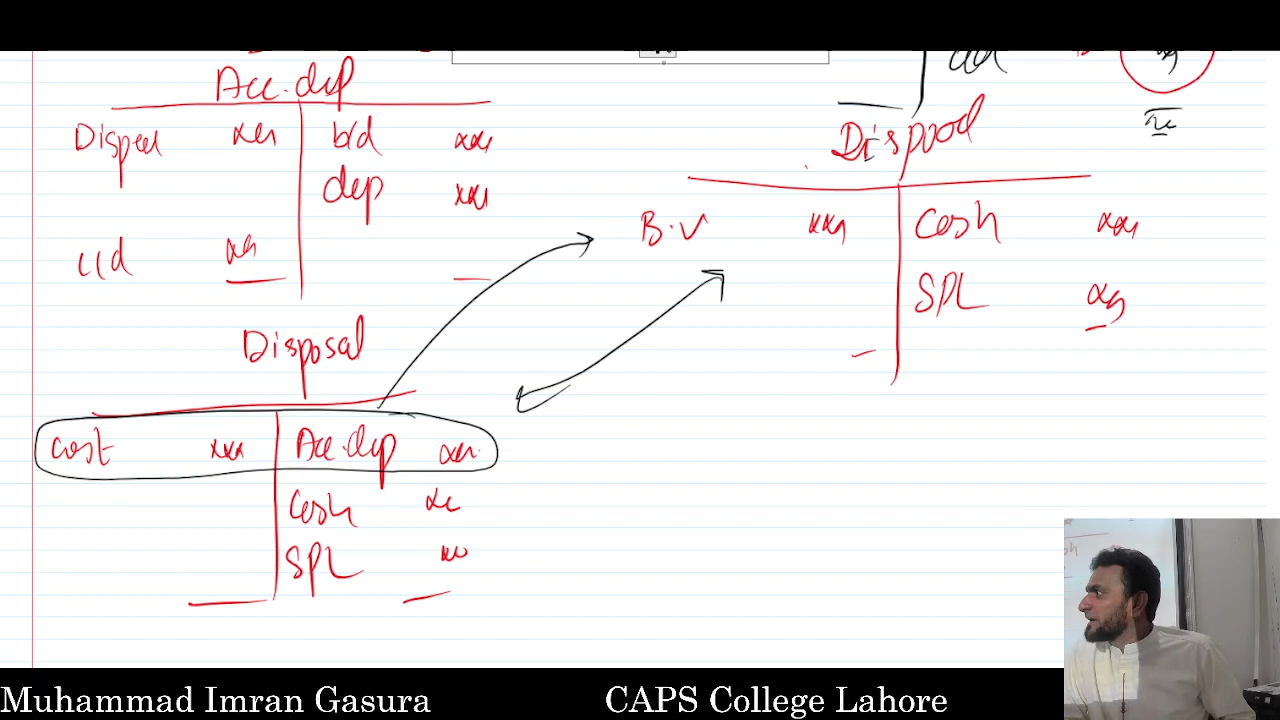 Acc. dep
Disposal xxx b/d xxx
dep xxx
c/d xx
Disposal
Cost xxx Acc. dep xxx
Cash xx
SPL xx
Disposal
B.V xxx Cash xxx
SPL xx
Muhammad Imran Gasura CAPS College Lahore